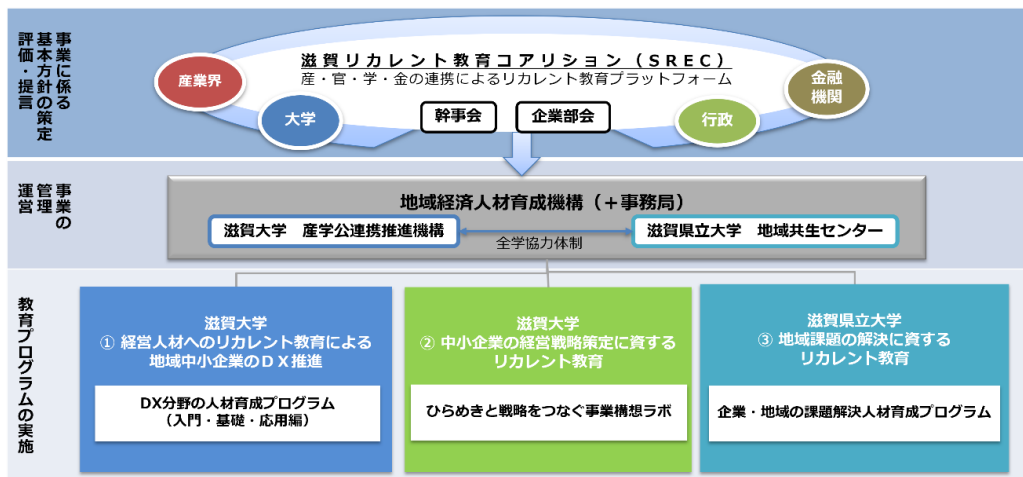 事業に係る
基本方針の策定
評価・提言
滋賀リカレント教育コアリション（ＳＲＥＣ）
産・官・学・金の連携によるリカレント教育プラットフォーム
産業界
大学
幹事会
企業部会
行政
金融
機関
事業の
管理
運営
地域経済人材育成機構（＋事務局）
滋賀大学　産学公連携推進機構
全学協力体制
滋賀県立大学　地域共生センター
教育プログラムの実施
滋賀大学
① 経営人材へのリカレント教育による
地域中小企業のＤＸ推進
DX分野の人材育成プログラム
（入門・基礎・応用編）
滋賀大学
② 中小企業の経営戦略策定に資する
リカレント教育
ひらめきと戦略をつなぐ事業構想ラボ
滋賀県立大学
③ 地域課題の解決に資する
リカレント教育
企業・地域の課題解決人材育成プログラム